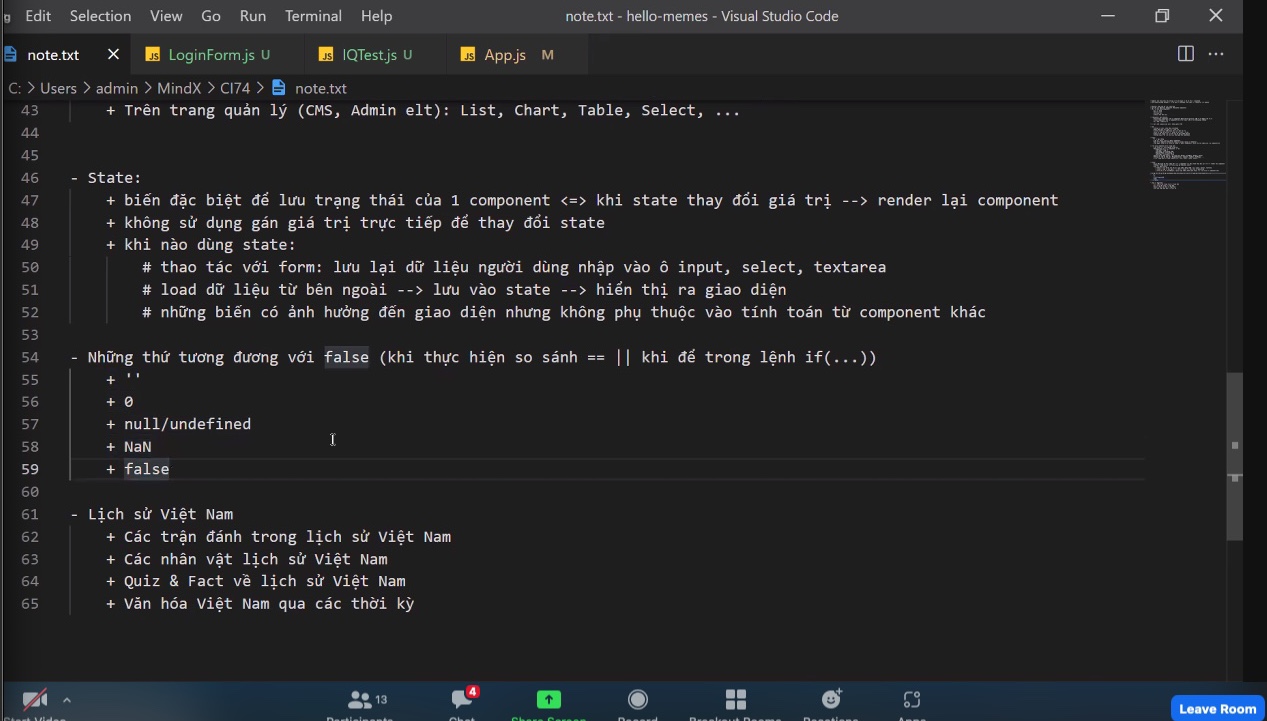 Edit Selection View Go Run Terminal Help note.txt - hello-memes - Visual Studio Code
note.txt JS LoginForm.js U JS IQTest.js U JS App.js M
C: > Users > admin > MindX > CI74 > note.txt
43 + Trên trang quản lý (CMS, Admin elt): List, Chart, Table, Select, ...
44
45
46 - State:
47 + biến đặc biệt để lưu trạng thái của 1 component <=> khi state thay đổi giá trị --> render lại component
48 + không sử dụng gán giá trị trực tiếp để thay đổi state
49 + khi nào dùng state:
50 # thao tác với form: lưu lại dữ liệu người dùng nhập vào ô input, select, textarea
51 # load dữ liệu từ bên ngoài --> lưu vào state --> hiển thị ra giao diện
52 # những biến có ảnh hưởng đến giao diện nhưng không phụ thuộc vào tính toán từ component khác
53
54 - Những thứ tương đương với false (khi thực hiện so sánh == || khi để trong lệnh if(...))
55 + ''
56 + 0
57 + null/undefined
58 + NaN
59 + false
60
61 - Lịch sử Việt Nam
62 + Các trận đánh trong lịch sử Việt Nam
63 + Các nhân vật lịch sử Việt Nam
64 + Quiz & Fact về lịch sử Việt Nam
65 + Văn hóa Việt Nam qua các thời kỳ
13 4
Start Video Participants Chat Share Screen Record Breakout Rooms Reactions Apps Leave Room